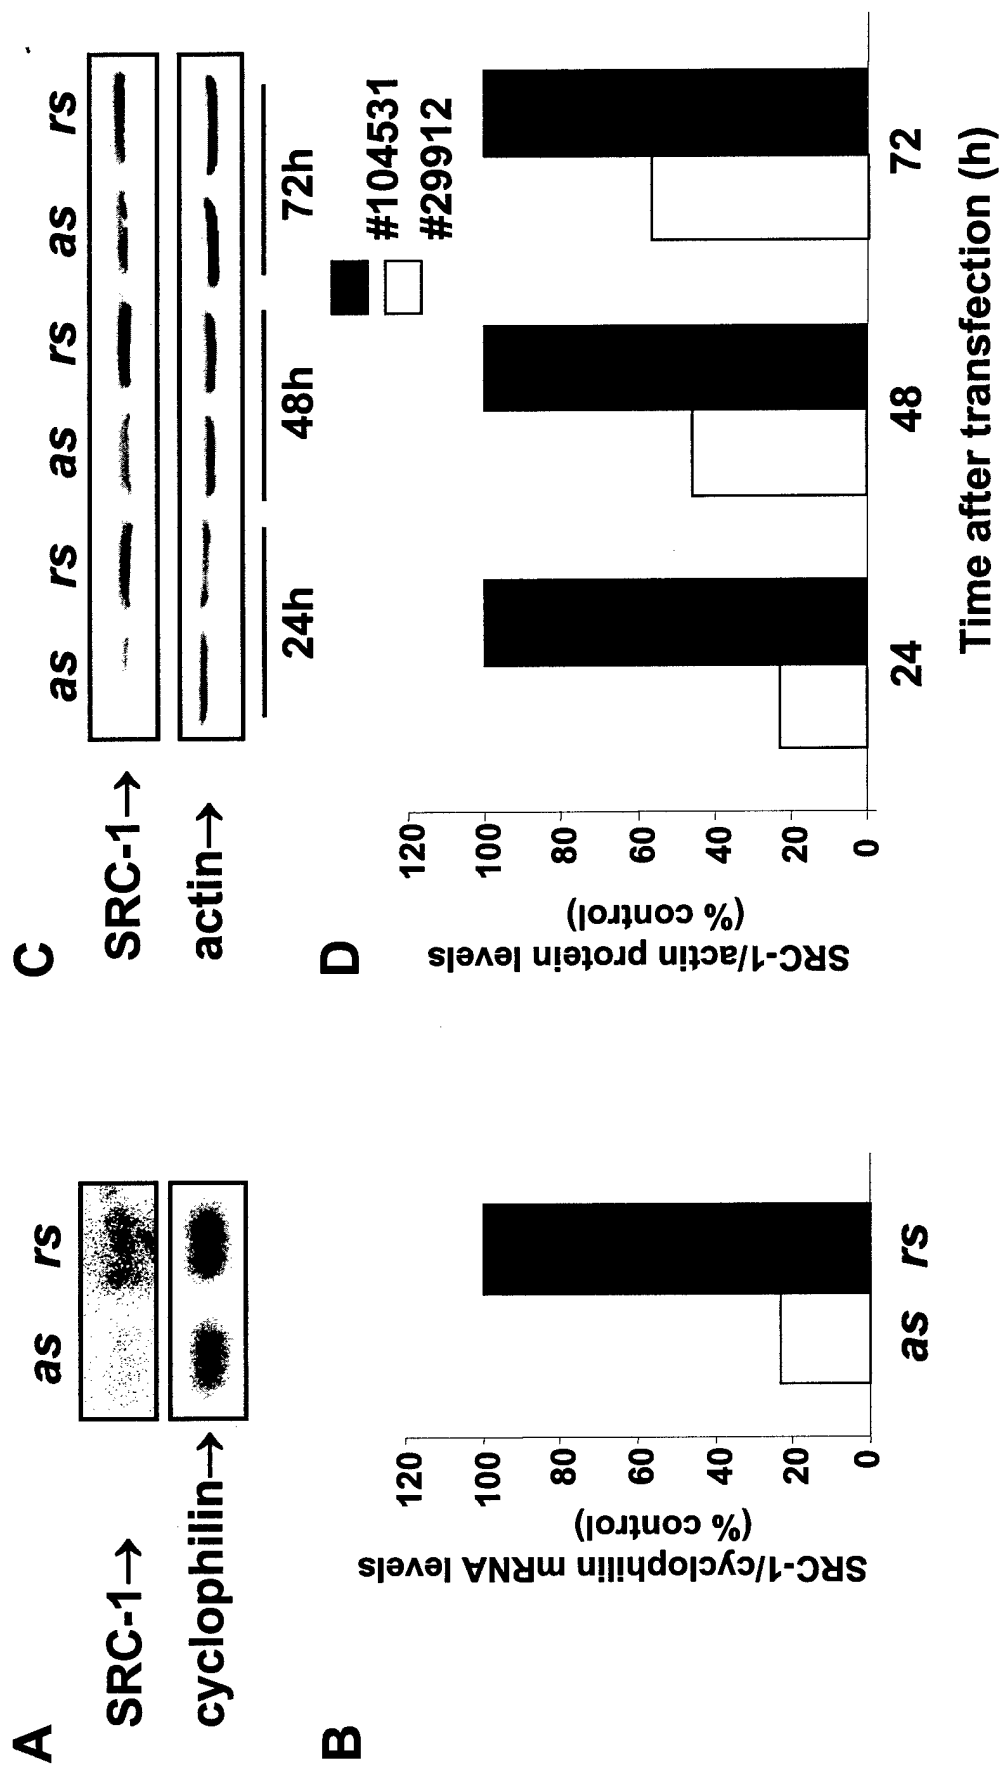 A
as rs
SRC-1→
cyclophilin→
B
SRC-1/cyclophilin mRNA levels
(% control)
120
100
80
60
40
20
0
as rs
C
as rs as rs as rs
SRC-1→
actin→
24h 48h 72h
D
#104531
#29912
SRC-1/actin protein levels
(% control)
120
100
80
60
40
20
0
24 48 72
Time after transfection (h)